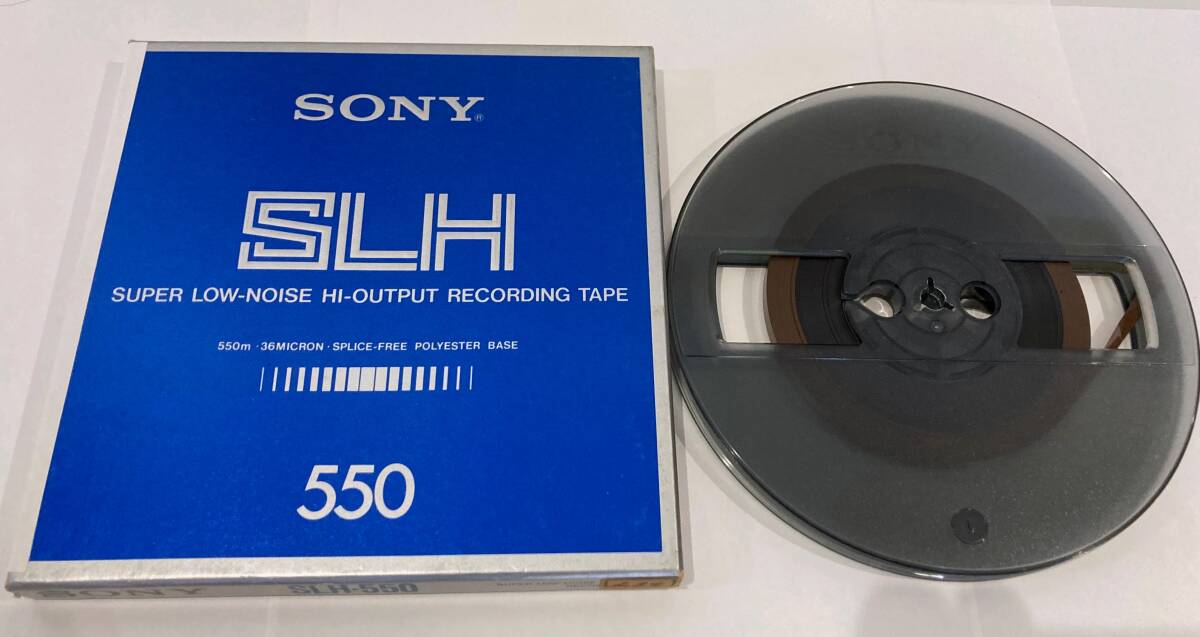 SONY®
SLH
SUPER LOW-NOISE HI-OUTPUT RECORDING TAPE
550m · 36MICRON · SPLICE-FREE POLYESTER BASE
550
SONY SLH-550
SONY